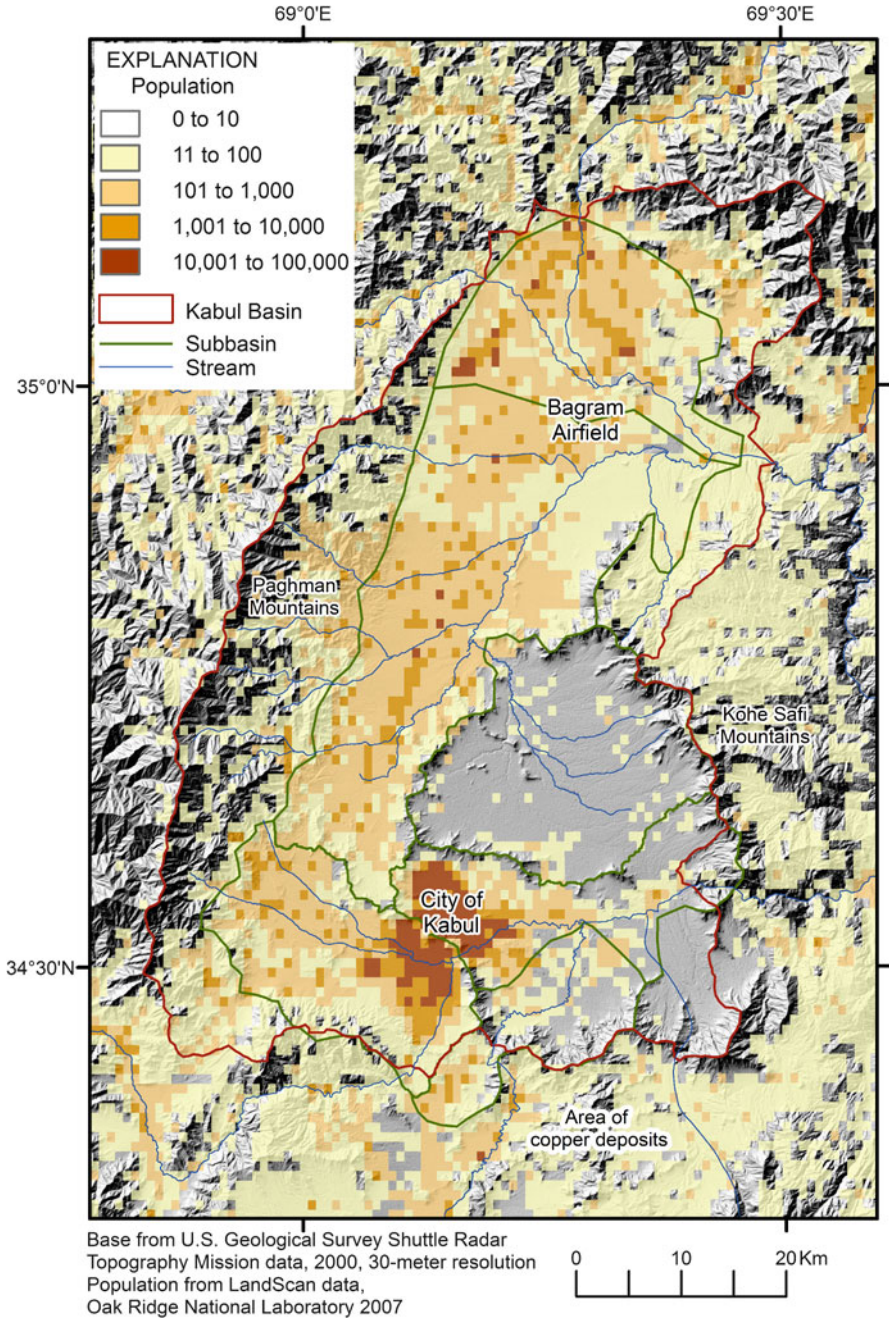 69°0'E
69°30'E
EXPLANATION
Population
0 to 10
11 to 100
101 to 1,000
1,001 to 10,000
10,001 to 100,000
Kabul Basin
Subbasin
Stream
35°0'N
Bagram
Airfield
Paghman
Mountains
Kohe Safi
Mountains
City of
Kabul
34°30'N
Area of
copper deposits
Base from U.S. Geological Survey Shuttle Radar
Topography Mission data, 2000, 30-meter resolution
Population from LandScan data,
Oak Ridge National Laboratory 2007
0 10 20 Km